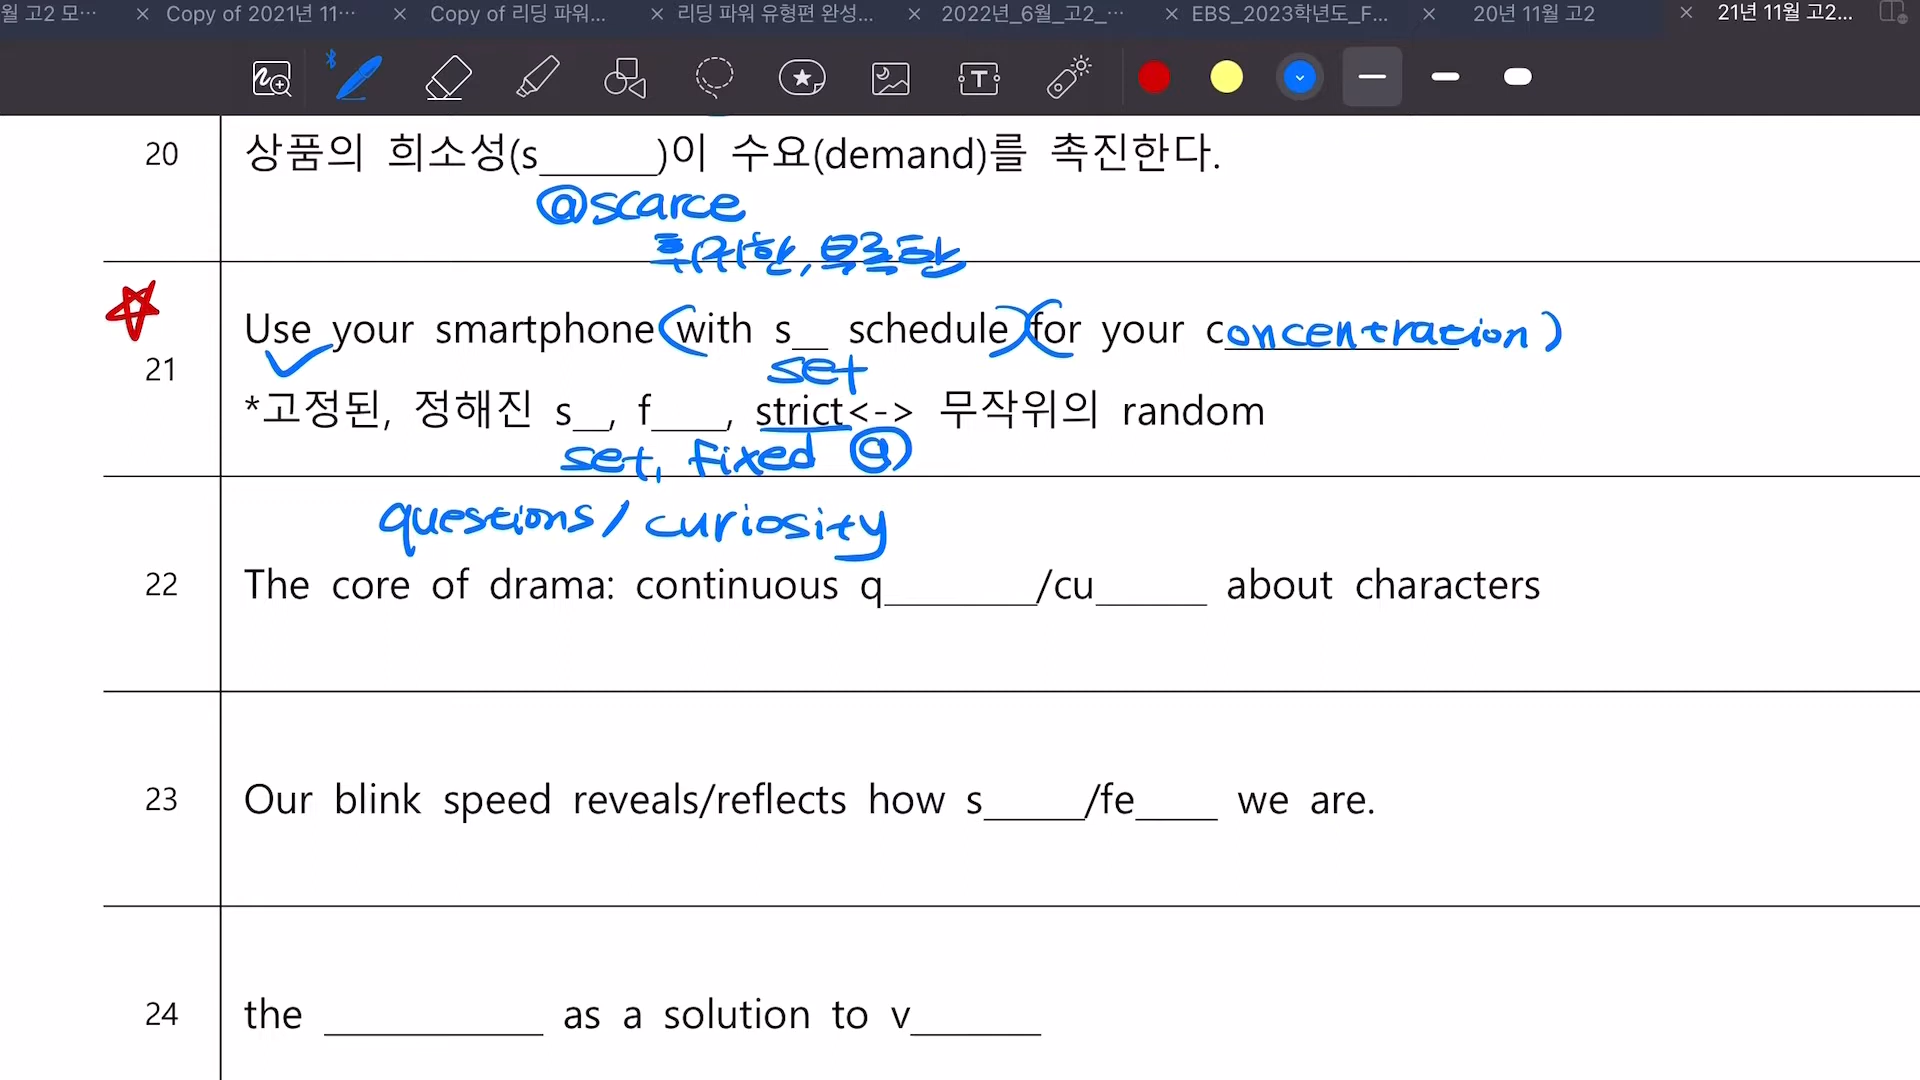 월 고2 모… × Copy of 2021년 11… × Copy of 리딩 파워... × 리딩 파워 유형편 완성... × 2022년_6월_고2_… × EBS_2023학년도_F... × 20년 11월 고2 × 21년 11월 고2...
20 상품의 희소성(s______)이 수요(demand)를 촉진한다.
ⓐscarce
희귀한, 부족한
Use your smartphone (with s__ schedule) (for your concentration)
set
21
*고정된, 정해진 s__, f____, strict<-> 무작위의 random
set, fixed ⓐ
questions/ curiosity
22 The core of drama: continuous q________/cu______ about characters
23 Our blink speed reveals/reflects how s_____/fe____ we are.
24 the ___________ as a solution to v_______